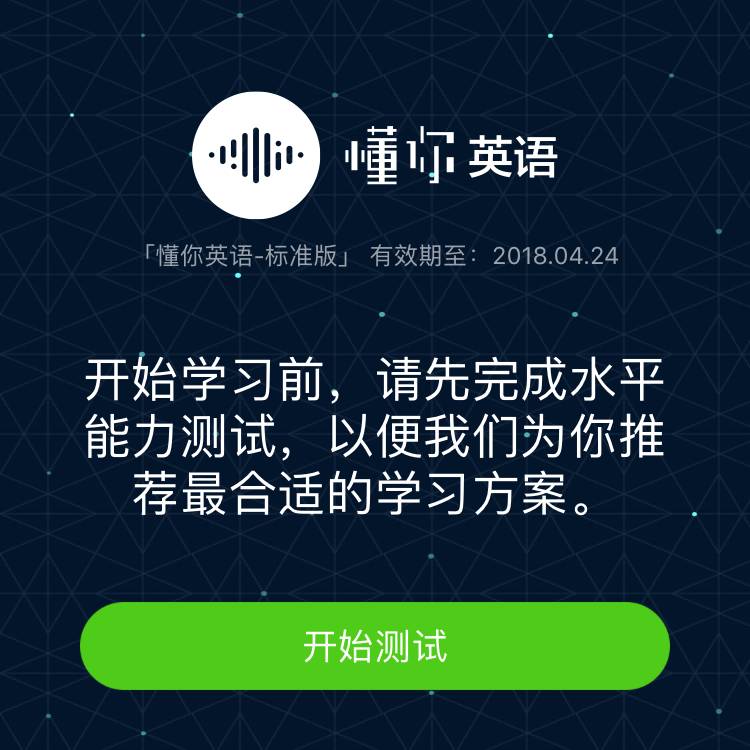 懂你英语
「懂你英语-标准版」 有效期至：2018.04.24
开始学习前，请先完成水平
能力测试，以便我们为你推
荐最合适的学习方案。
开始测试